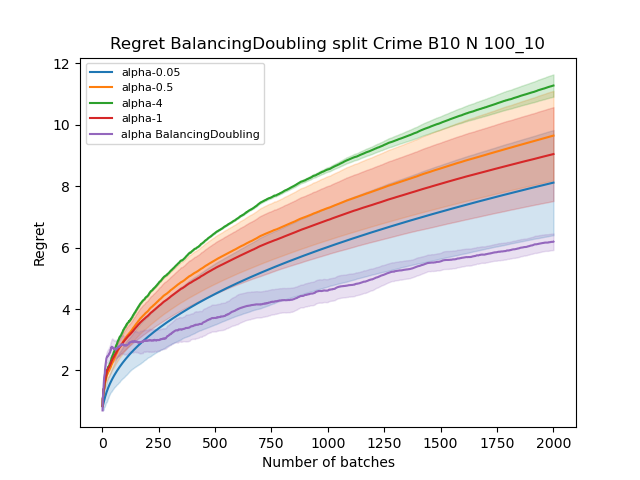 Regret BalancingDoubling split Crime B10 N 100_10
12
10
8
6
4
2
Regret
alpha-0.05
alpha-0.5
alpha-4
alpha-1
alpha BalancingDoubling
0 250 500 750 1000 1250 1500 1750 2000
Number of batches